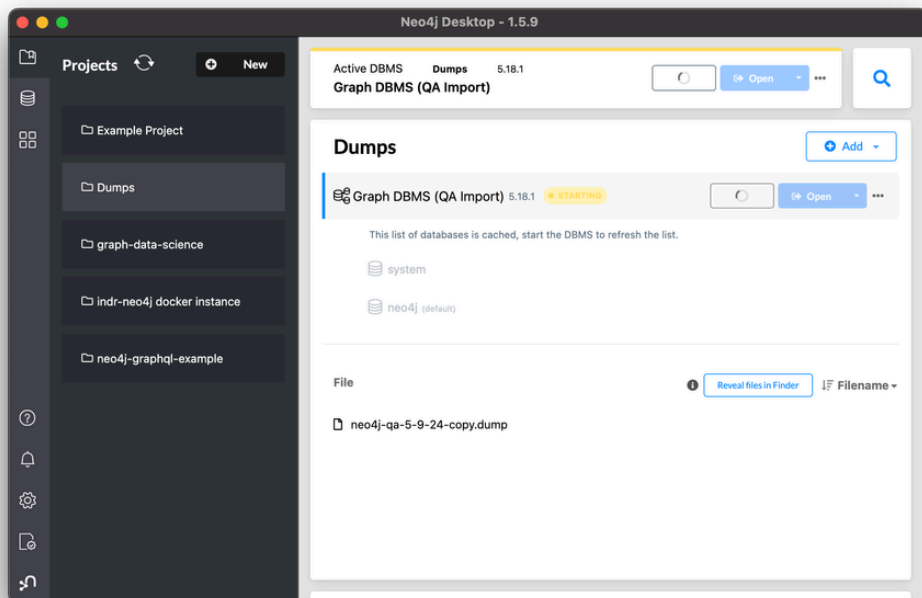 Neo4j Desktop - 1.5.9
Projects
New
Example Project
Dumps
graph-data-science
indr-neo4j docker instance
neo4j-graphql-example
Active DBMS Dumps 5.18.1
Graph DBMS (QA Import)
Open
Dumps
Add
Graph DBMS (QA Import) 5.18.1 STARTING
Open
This list of databases is cached, start the DBMS to refresh the list.
system
neo4j (default)
File
Reveal files in Finder
Filename
neo4j-qa-5-9-24-copy.dump